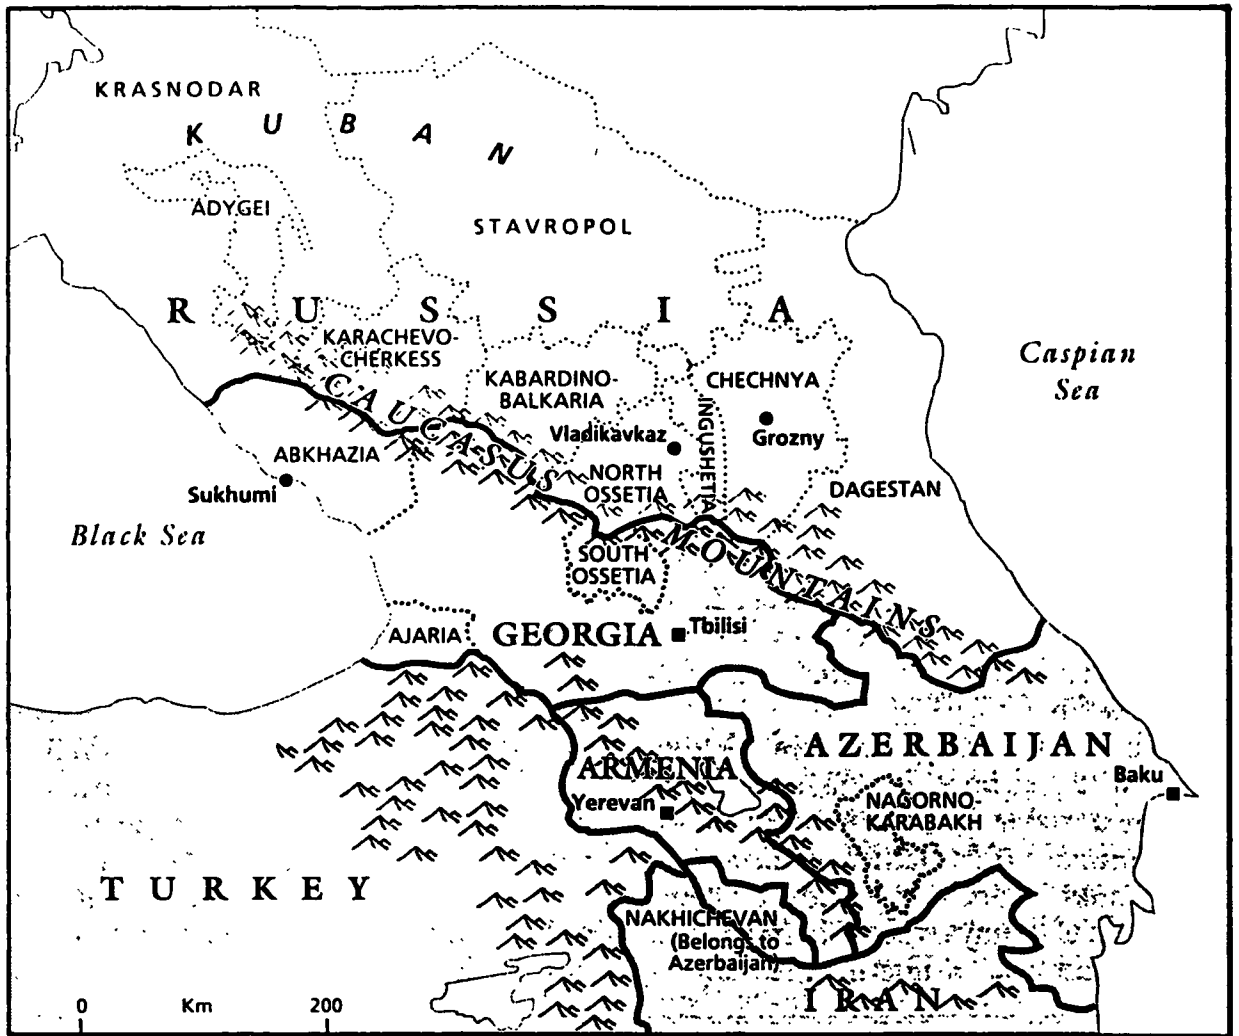 KRASNODAR
KUBAN
ADYGEI
STAVROPOL
RUSSIA
KARACHEVO-
CHERKESS
Caspian
Sea
KABARDINO-
BALKARIA
CHECHNYA
CAUCASUS MOUNTAINS
INGUSHETIA
Vladikavkaz
Grozny
ABKHAZIA
Sukhumi
NORTH
OSSETIA
DAGESTAN
Black Sea
SOUTH
OSSETIA
AJARIA
GEORGIA
Tbilisi
AZERBAIJAN
ARMENIA
Baku
Yerevan
NAGORNO-
KARABAKH
TURKEY
NAKHICHEVAN
(Belongs to
Azerbaijan)
IRAN
0 Km 200